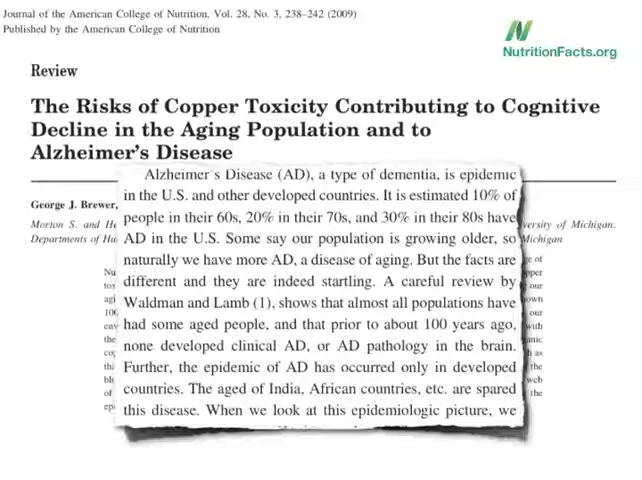 Journal of the American College of Nutrition, Vol. 28, No. 3, 238–242 (2009)
Published by the American College of Nutrition
NutritionFacts.org
Review
The Risks of Copper Toxicity Contributing to Cognitive
Decline in the Aging Population and to
Alzheimer's Disease
George J. Brewer,
Morton S. and
versity of Michigan,
Departments of
Michigan
Alzheimer's Disease (AD), a type of dementia, is epidemic
in the U.S. and other developed countries. It is estimated 10% of
people in their 60s, 20% in their 70s, and 30% in their 80s have
AD in the U.S. Some say our population is growing older, so
naturally we have more AD, a disease of aging. But the facts are
different and they are indeed startling. A careful review by
Waldman and Lamb (1), shows that almost all populations have
had some aged people, and that prior to about 100 years ago,
none developed clinical AD, or AD pathology in the brain.
Further, the epidemic of AD has occurred only in developed
countries. The aged of India, African countries, etc. are spared
this disease. When we look at this epidemiologic picture, we